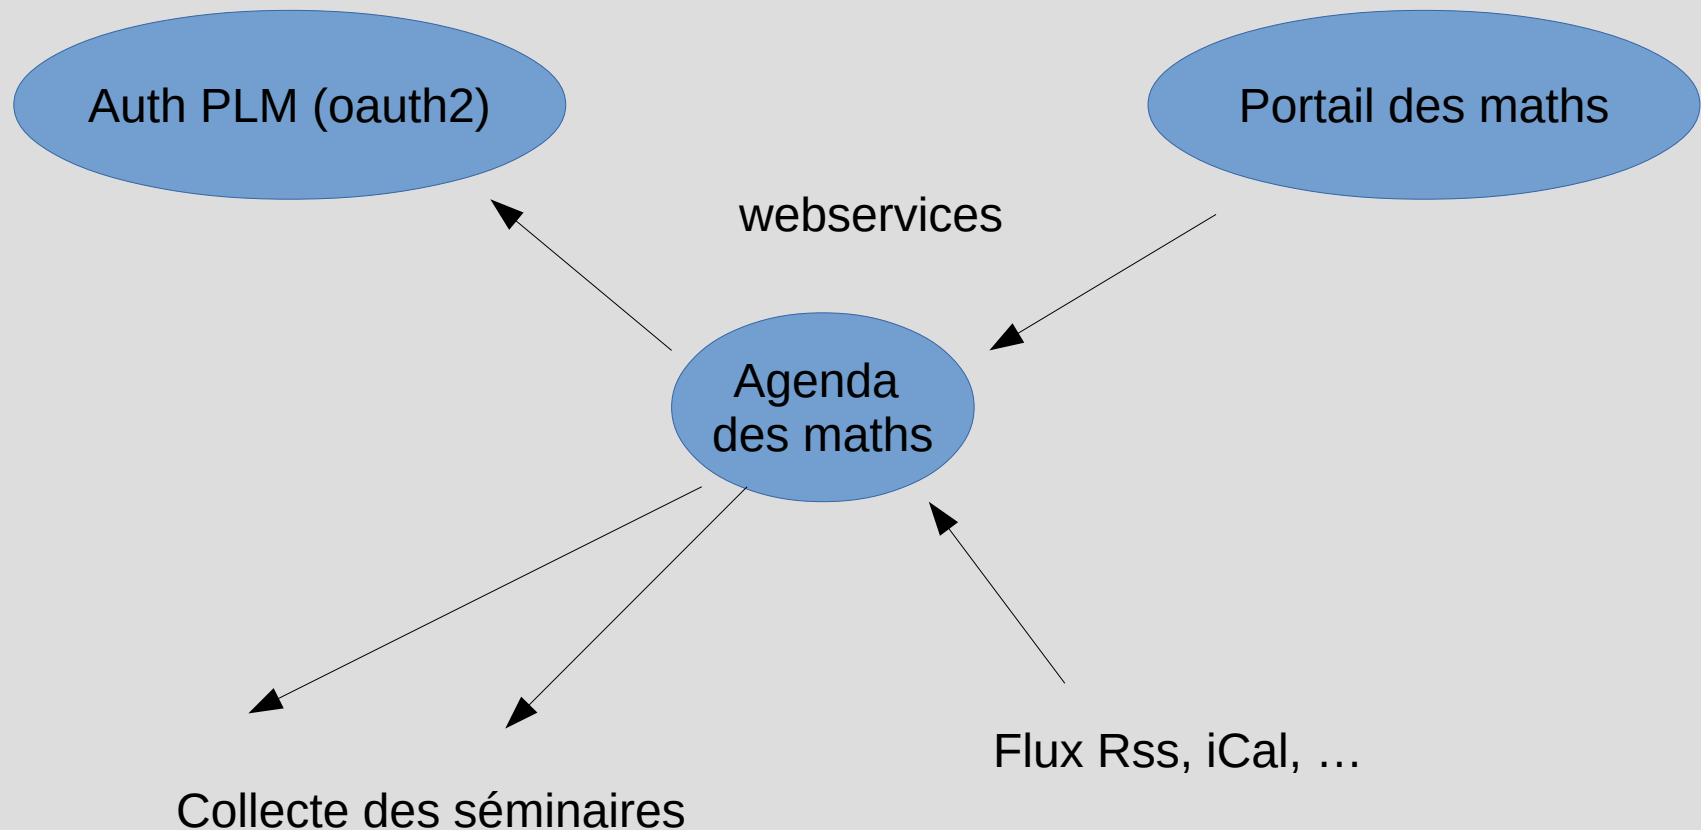 Auth PLM (oauth2)
Portail des maths
webservices
Agenda
des maths
Flux Rss, iCal, …
Collecte des séminaires